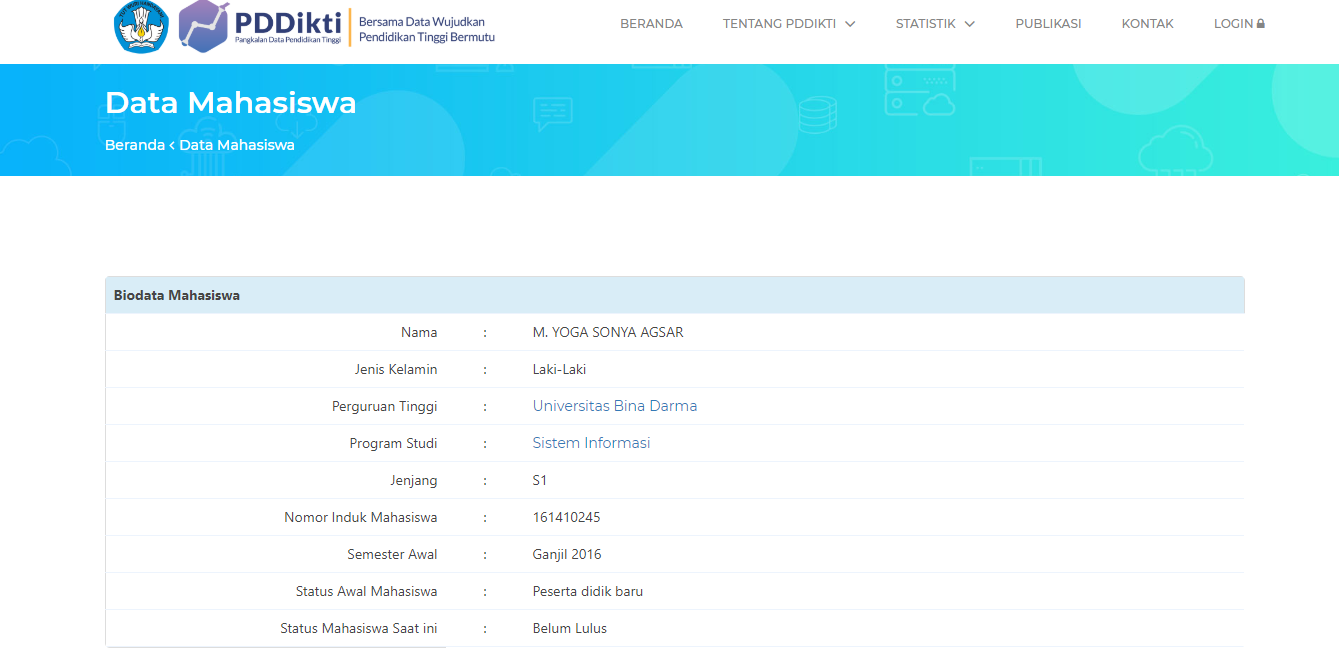 PDDikti
Pangkalan Data Pendidikan Tinggi
Bersama Data Wujudkan
Pendidikan Tinggi Bermutu
BERANDA TENTANG PDDIKTI STATISTIK PUBLIKASI KONTAK LOGIN
Data Mahasiswa
Beranda < Data Mahasiswa
Biodata Mahasiswa
Nama : M. YOGA SONYA AGSAR
Jenis Kelamin : Laki-Laki
Perguruan Tinggi : Universitas Bina Darma
Program Studi : Sistem Informasi
Jenjang : S1
Nomor Induk Mahasiswa : 161410245
Semester Awal : Ganjil 2016
Status Awal Mahasiswa : Peserta didik baru
Status Mahasiswa Saat ini : Belum Lulus